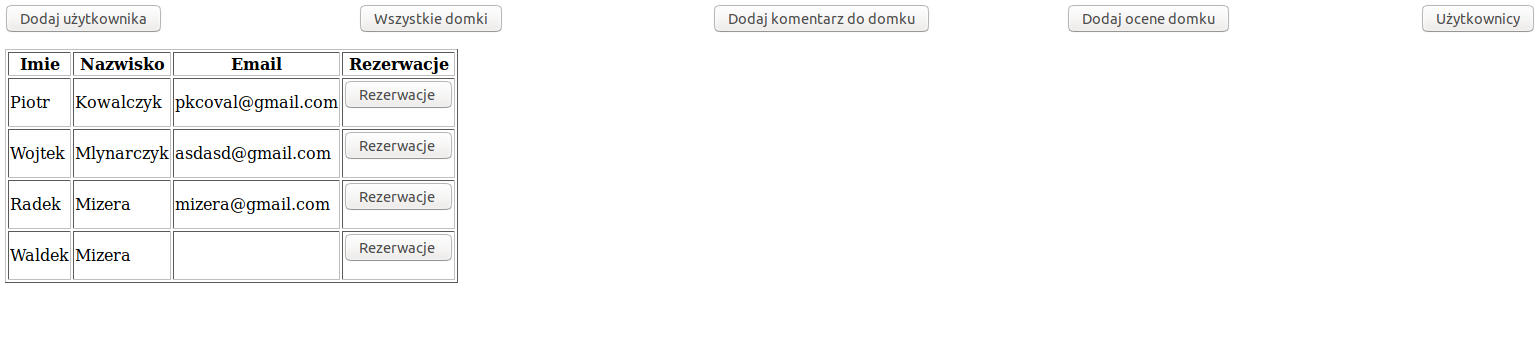 Dodaj użytkownika Wszystkie domki Dodaj komentarz do domku Dodaj ocene domku Użytkownicy
Imie Nazwisko Email Rezerwacje
Piotr Kowalczyk pkcoval@gmail.com Rezerwacje
Wojtek Mlynarczyk asdasd@gmail.com Rezerwacje
Radek Mizera mizera@gmail.com Rezerwacje
Waldek Mizera Rezerwacje